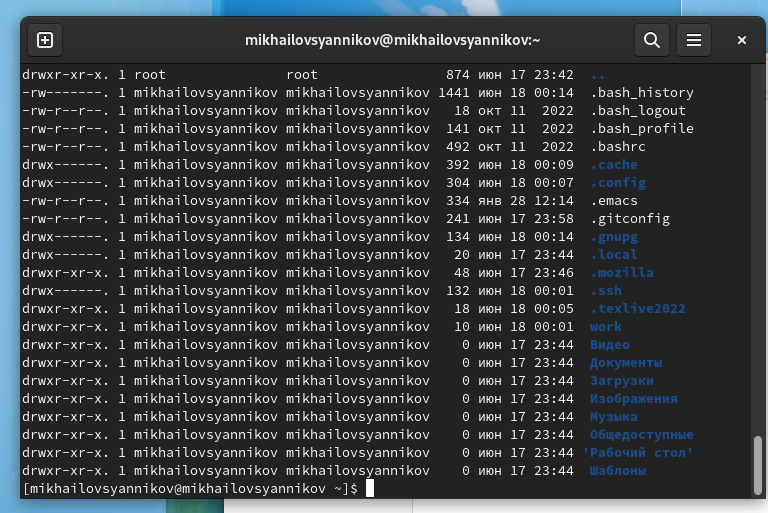 mikhailovsyannikov@mikhailovsyannikov:~
drwxr-xr-x. 1 root               root                874 июн 17 23:42  ..
-rw-------. 1 mikhailovsyannikov mikhailovsyannikov 1441 июн 18 00:14  .bash_history
-rw-r--r--. 1 mikhailovsyannikov mikhailovsyannikov   18 окт 11  2022  .bash_logout
-rw-r--r--. 1 mikhailovsyannikov mikhailovsyannikov  141 окт 11  2022  .bash_profile
-rw-r--r--. 1 mikhailovsyannikov mikhailovsyannikov  492 окт 11  2022  .bashrc
drwx------. 1 mikhailovsyannikov mikhailovsyannikov  392 июн 18 00:09  .cache
drwx------. 1 mikhailovsyannikov mikhailovsyannikov  304 июн 18 00:07  .config
-rw-r--r--. 1 mikhailovsyannikov mikhailovsyannikov  334 янв 28 12:14  .emacs
-rw-r--r--. 1 mikhailovsyannikov mikhailovsyannikov  241 июн 17 23:58  .gitconfig
drwx------. 1 mikhailovsyannikov mikhailovsyannikov  134 июн 18 00:14  .gnupg
drwx------. 1 mikhailovsyannikov mikhailovsyannikov   20 июн 17 23:44  .local
drwxr-xr-x. 1 mikhailovsyannikov mikhailovsyannikov   48 июн 17 23:46  .mozilla
drwx------. 1 mikhailovsyannikov mikhailovsyannikov  132 июн 18 00:01  .ssh
drwxr-xr-x. 1 mikhailovsyannikov mikhailovsyannikov   18 июн 18 00:05  .texlive2022
drwxr-xr-x. 1 mikhailovsyannikov mikhailovsyannikov   10 июн 18 00:01  work
drwxr-xr-x. 1 mikhailovsyannikov mikhailovsyannikov    0 июн 17 23:44  Видео
drwxr-xr-x. 1 mikhailovsyannikov mikhailovsyannikov    0 июн 17 23:44  Документы
drwxr-xr-x. 1 mikhailovsyannikov mikhailovsyannikov    0 июн 17 23:44  Загрузки
drwxr-xr-x. 1 mikhailovsyannikov mikhailovsyannikov    0 июн 17 23:44  Изображения
drwxr-xr-x. 1 mikhailovsyannikov mikhailovsyannikov    0 июн 17 23:44  Музыка
drwxr-xr-x. 1 mikhailovsyannikov mikhailovsyannikov    0 июн 17 23:44  Общедоступные
drwxr-xr-x. 1 mikhailovsyannikov mikhailovsyannikov    0 июн 17 23:44 'Рабочий стол'
drwxr-xr-x. 1 mikhailovsyannikov mikhailovsyannikov    0 июн 17 23:44  Шаблоны
[mikhailovsyannikov@mikhailovsyannikov ~]$